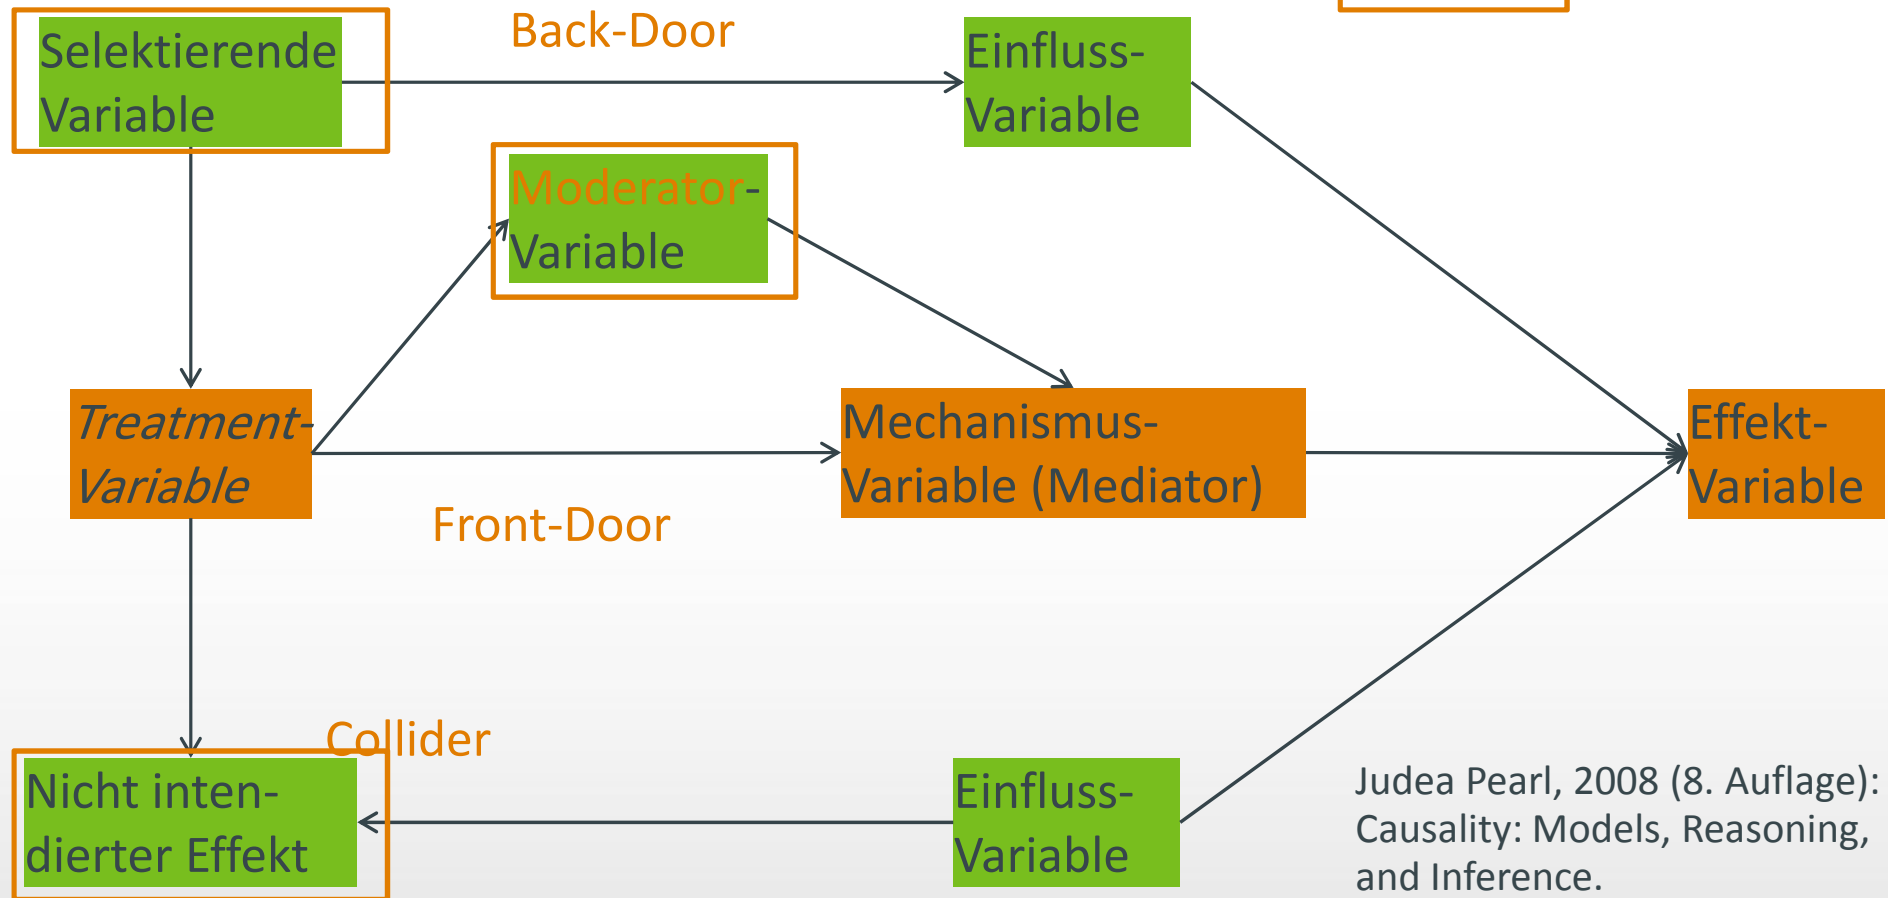 Back-Door
Selektierende
Variable
Einfluss-
Variable
Moderator-
Variable
Treatment-
Variable
Mechanismus-
Variable (Mediator)
Effekt-
Variable
Front-Door
Collider
Nicht inten-
dierter Effekt
Einfluss-
Variable
Judea Pearl, 2008 (8. Auflage):
Causality: Models, Reasoning,
and Inference.